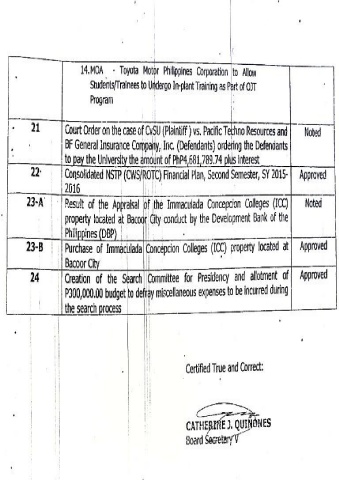 14.MOA - Toyota Motor Philippines Corporation to Allow
Students/Trainees to Undergo In-plant Training as Part of OJT
Program
21 Court Order on the case of CvSU (Plaintiff ) vs. Pacific Techno Resources and Noted
BF General Insurance Company, Inc. (Defendants) ordering the Defendants
to pay the University the amount of PhP4,681,789.74 plus interest
22 Consolidated NSTP (CWS/ROTC) Financial Plan, Second Semester, SY 2015- Approved
2016
23-A Result of the Appraisal of the Immaculada Concepcion Colleges (ICC) Noted
property located at Bacoor City conduct by the Development Bank of the
Philippines (DBP)
23-B Purchase of Immaculada Concepcion Colleges (ICC) property located at Approved
Bacoor City
24 Creation of the Search Committee for Presidency and allotment of Approved
P300,000.00 budget to defray miscellaneous expenses to be incurred during
the search process
Certified True and Correct:
CATHERINE J. QUIÑONES
Board Secretary V